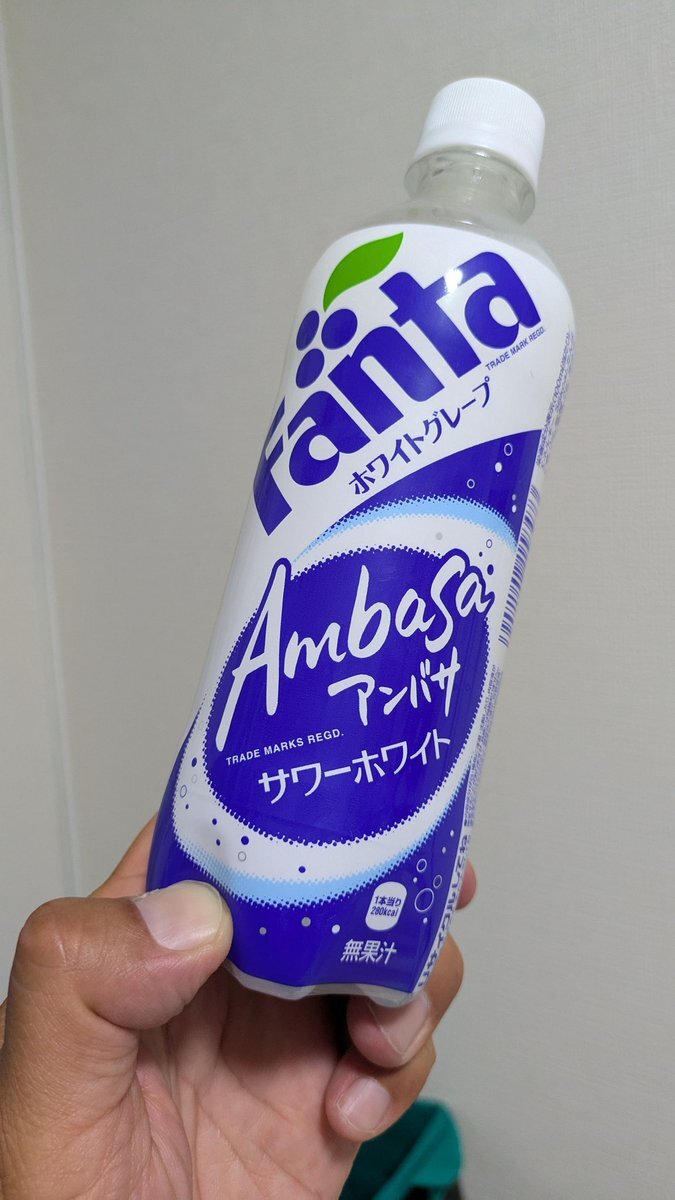 Fanta
TRADE MARK REGD.
ホワイトグレープ
Ambasa
アンバサ
TRADE MARKS REGD.
サワーホワイト
1本当り
280kcal
無果汁